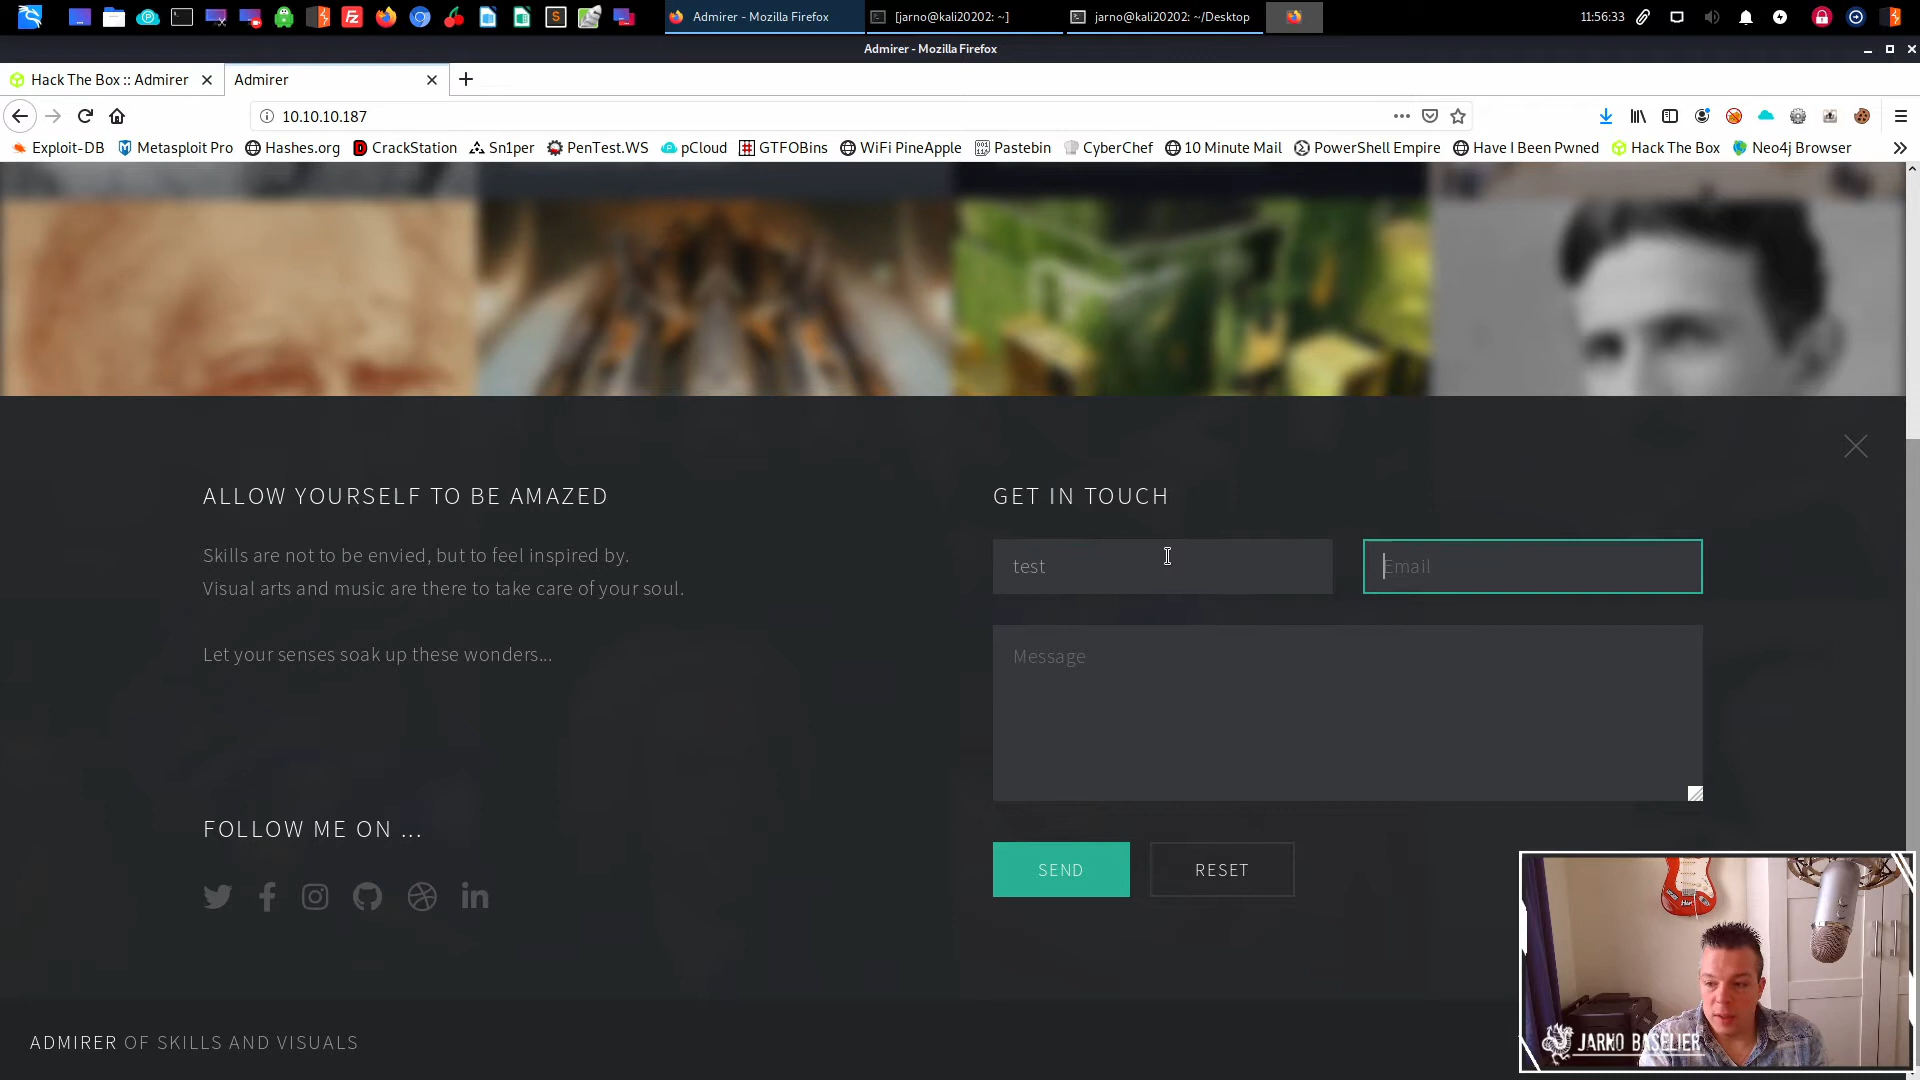 Admirer - Mozilla Firefox
[jarno@kali20202: ~]
jarno@kali20202: ~/Desktop
11:56:33
Admirer - Mozilla Firefox
Hack The Box :: Admirer
Admirer
10.10.10.187
Exploit-DB
Metasploit Pro
Hashes.org
CrackStation
Sn1per
PenTest.WS
pCloud
GTFOBins
WiFi PineApple
Pastebin
CyberChef
10 Minute Mail
PowerShell Empire
Have I Been Pwned
Hack The Box
Neo4j Browser
ALLOW YOURSELF TO BE AMAZED
Skills are not to be envied, but to feel inspired by.
Visual arts and music are there to take care of your soul.
Let your senses soak up these wonders...
FOLLOW ME ON ...
GET IN TOUCH
test
Email
Message
SEND
RESET
JARNO BASELIER
ADMIRER OF SKILLS AND VISUALS